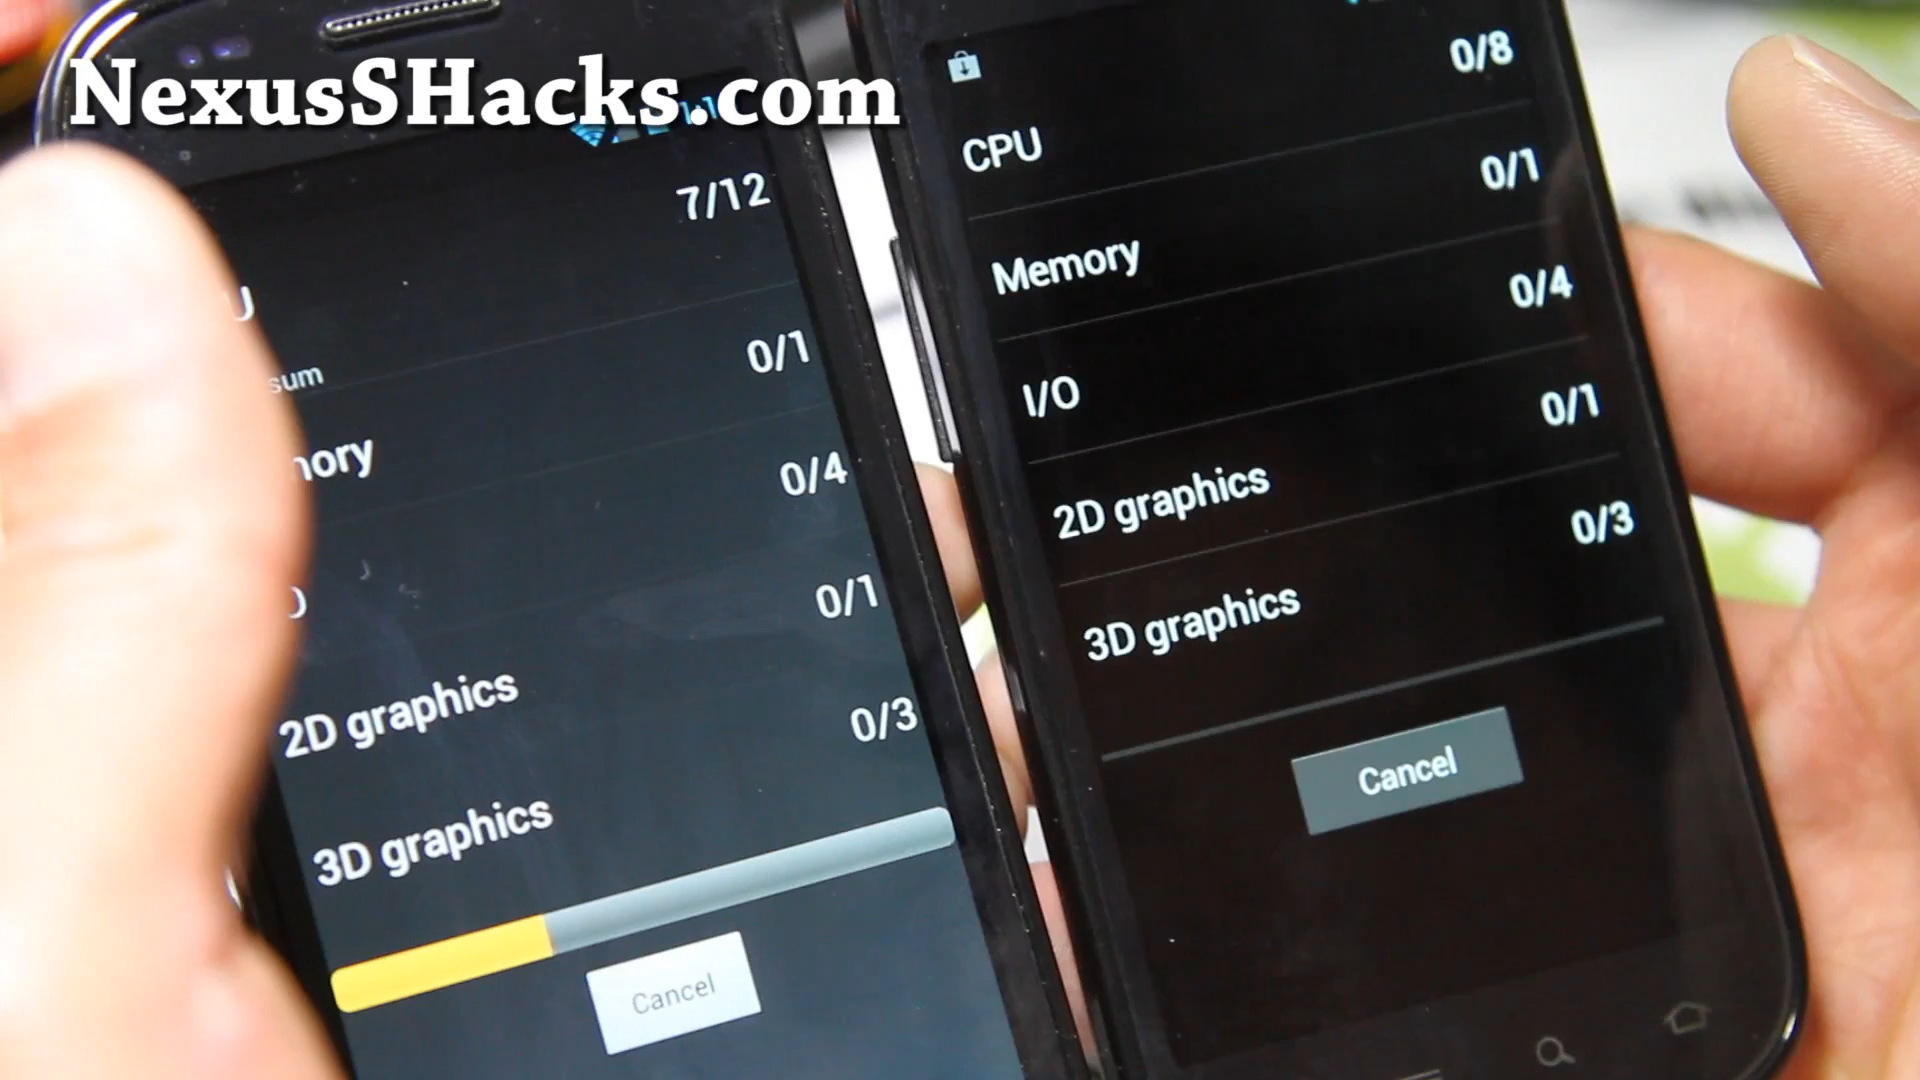 NexusSHacks.com
7/12
U
0/1
sum
nory
0/4
0/1
2D graphics
0/3
3D graphics
Cancel
0/8
CPU
0/1
Memory
0/4
I/O
0/1
2D graphics
0/3
3D graphics
Cancel